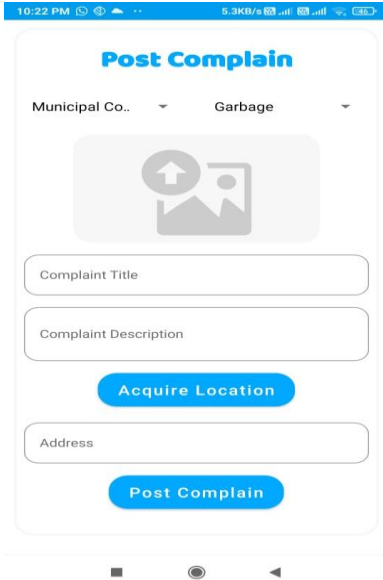 10:22 PM 5.3KB/s 46
Post Complain
Municipal Co.. Garbage
Complaint Title
Complaint Description
Acquire Location
Address
Post Complain